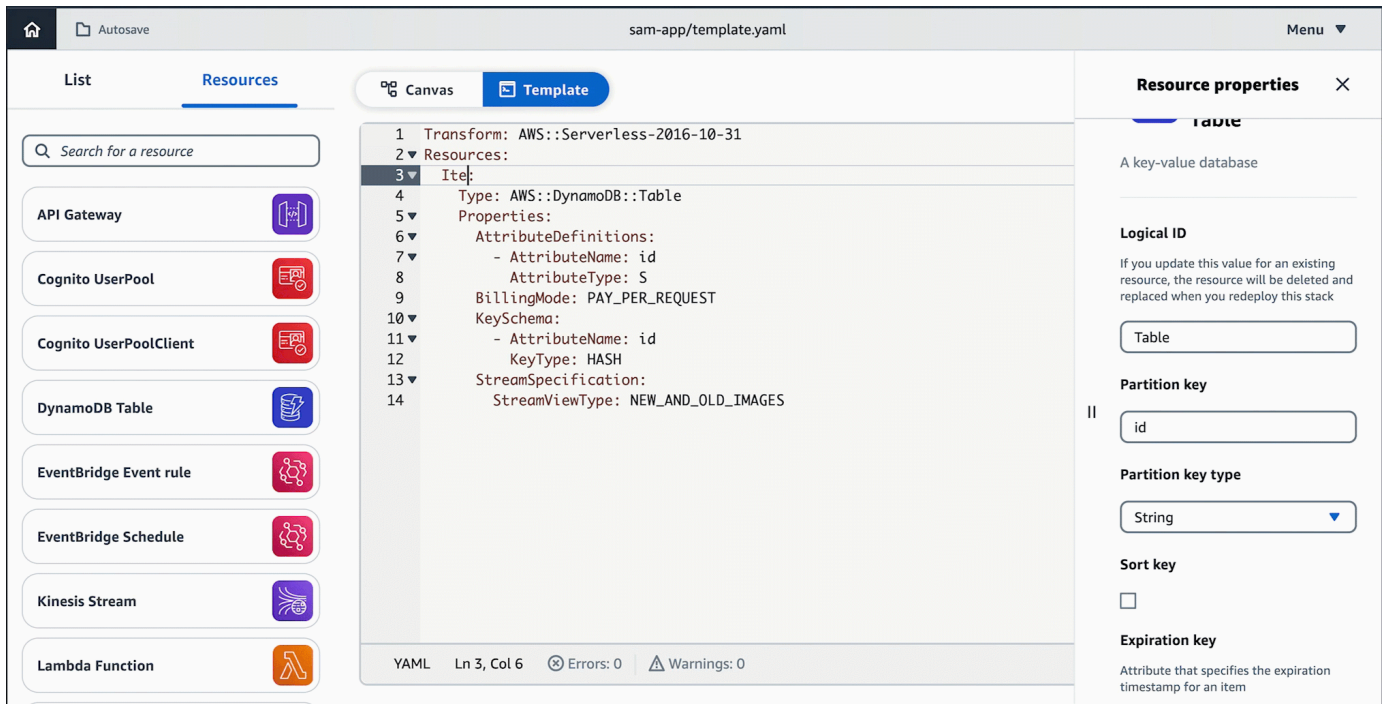 Autosave
sam-app/template.yaml
Menu
List
Resources
Search for a resource
API Gateway
Cognito UserPool
Cognito UserPoolClient
DynamoDB Table
EventBridge Event rule
EventBridge Schedule
Kinesis Stream
Lambda Function
Canvas
Template
1 Transform: AWS::Serverless-2016-10-31
2 Resources:
3 Ite:
4 Type: AWS::DynamoDB::Table
5 Properties:
6 AttributeDefinitions:
7 - AttributeName: id
8 AttributeType: S
9 BillingMode: PAY_PER_REQUEST
10 KeySchema:
11 - AttributeName: id
12 KeyType: HASH
13 StreamSpecification:
14 StreamViewType: NEW_AND_OLD_IMAGES
YAML Ln 3, Col 6 Errors: 0 Warnings: 0
Resource properties
Table
A key-value database
Logical ID
If you update this value for an existing
resource, the resource will be deleted and
replaced when you redeploy this stack
Table
Partition key
id
Partition key type
String
Sort key
Expiration key
Attribute that specifies the expiration
timestamp for an item